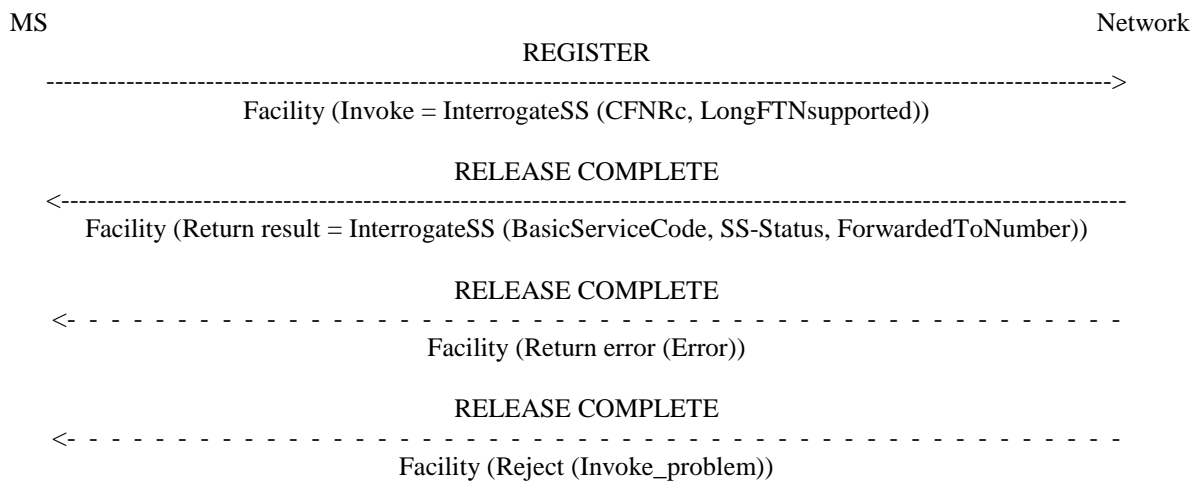 MS Network
REGISTER
-------------------------------------------------------------------------------------------------------------------------->
Facility (Invoke = InterrogateSS (CFNRc, LongFTNsupported))
RELEASE COMPLETE
<--------------------------------------------------------------------------------------------------------------------------
Facility (Return result = InterrogateSS (BasicServiceCode, SS-Status, ForwardedToNumber))
RELEASE COMPLETE
<- - - - - - - - - - - - - - - - - - - - - - - - - - - - - - - - - - - - - - - - - - -
Facility (Return error (Error))
RELEASE COMPLETE
<- - - - - - - - - - - - - - - - - - - - - - - - - - - - - - - - - - - - - - - - - - -
Facility (Reject (Invoke_problem))